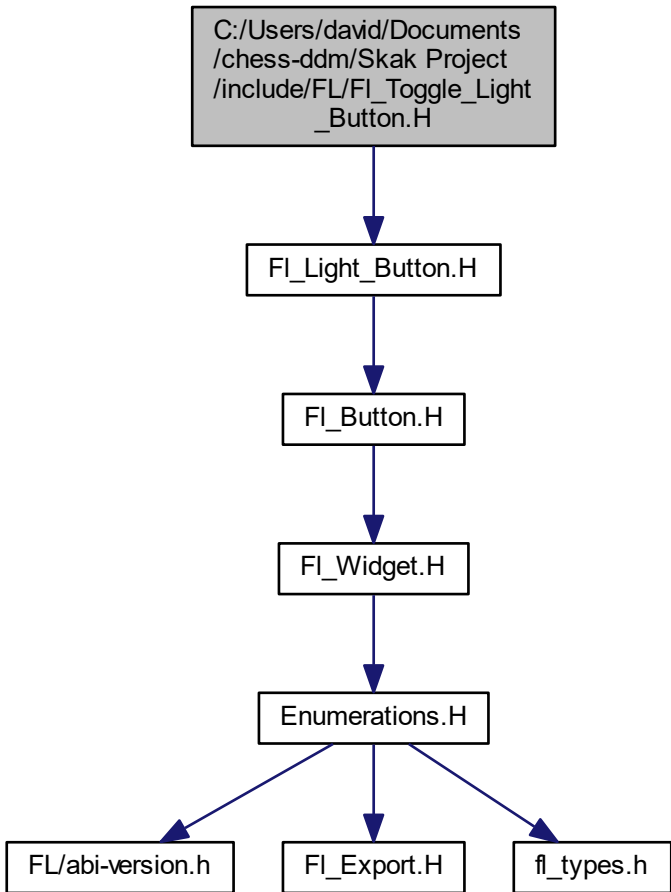 C:/Users/david/Documents
/chess-ddm/Skak Project
/include/FL/Fl_Toggle_Light
_Button.H
Fl_Light_Button.H
Fl_Button.H
Fl_Widget.H
Enumerations.H
FL/abi-version.h
Fl_Export.H
fl_types.h